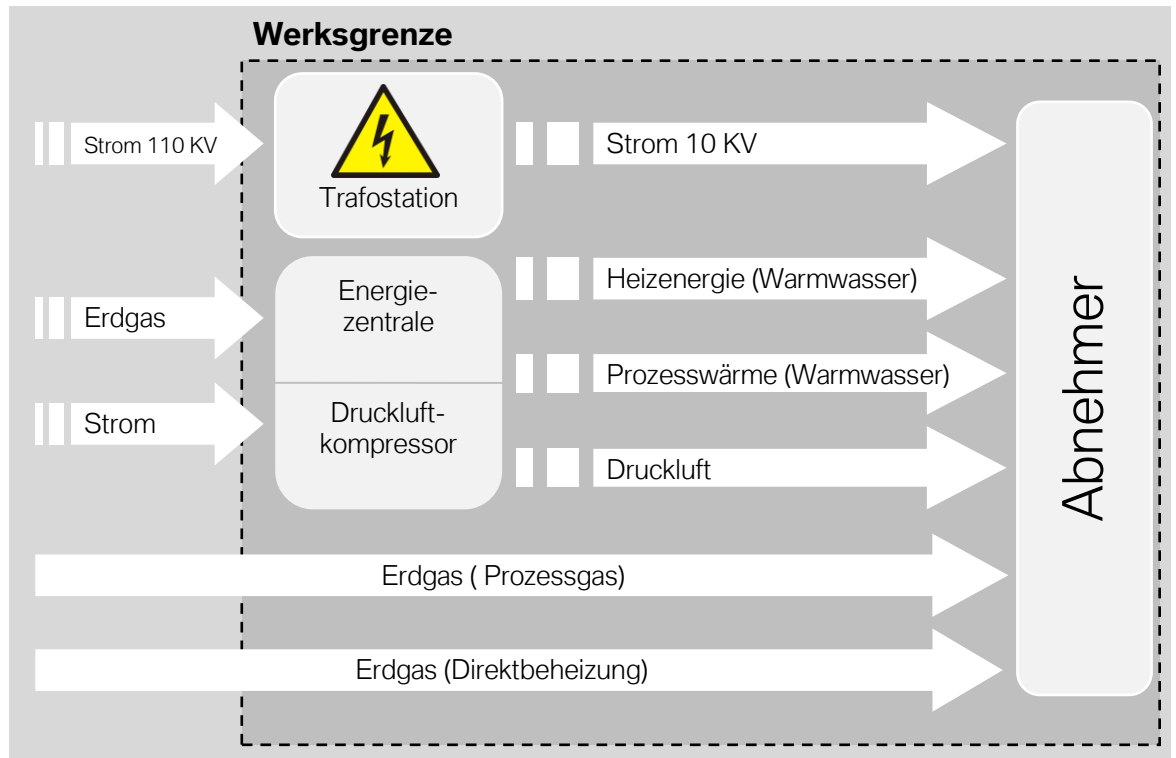 Werksgrenze
Strom 110 KV
Trafostation
Strom 10 KV
Erdgas
Strom
Energie-
zentrale
Druckluft-
kompressor
Heizenergie (Warmwasser)
Prozesswärme (Warmwasser)
Druckluft
Erdgas ( Prozessgas)
Erdgas (Direktbeheizung)
Abnehmer